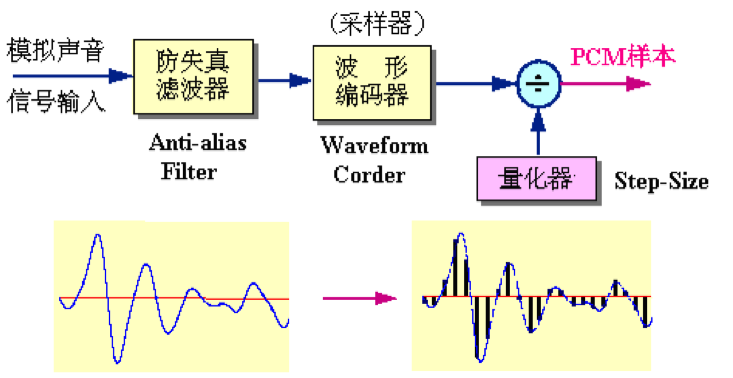 （采样器）
模拟声音
信号输入
防失真
滤波器
波 形
编码器
÷
PCM样本
Anti-alias
Filter
Waveform
Corder
量化器
Step-Size